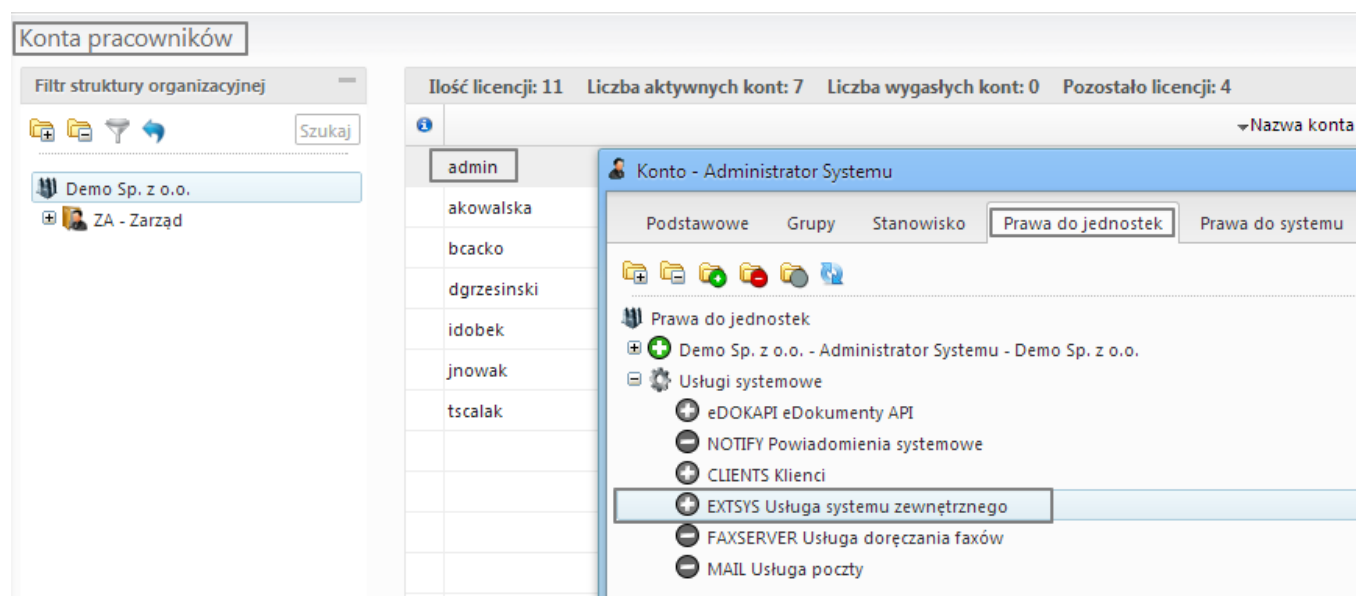 Konta pracowników
Filtr struktury organizacyjnej
Szukaj
Demo Sp. z o.o.
ZA - Zarząd
Ilość licencji: 11 Liczba aktywnych kont: 7 Liczba wygasłych kont: 0 Pozostało licencji: 4
Nazwa konta
admin
akowalska
bcacko
dgrzesinski
idobek
jnowak
tscalak
Konto - Administrator Systemu
Podstawowe Grupy Stanowisko Prawa do jednostek Prawa do systemu
Prawa do jednostek
Demo Sp. z o.o. - Administrator Systemu - Demo Sp. z o.o.
Usługi systemowe
eDOKAPI eDokumenty API
NOTIFY Powiadomienia systemowe
CLIENTS Klienci
EXTSYS Usługa systemu zewnętrznego
FAXSERVER Usługa doręczania faxów
MAIL Usługa poczty